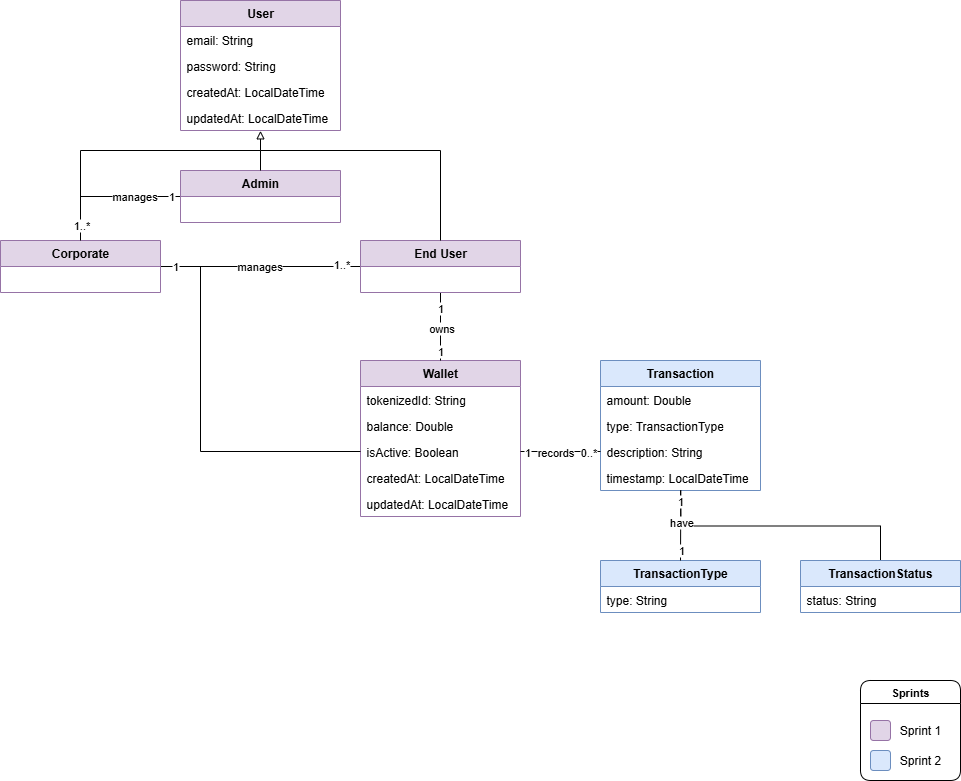 User
email: String
password: String
createdAt: LocalDateTime
updatedAt: LocalDateTime
Admin
manages
1
1..*
Corporate
End User
1
manages
1..*
1
owns
1
Wallet
tokenizedId: String
balance: Double
isActive: Boolean
createdAt: LocalDateTime
updatedAt: LocalDateTime
1
records
0..*
Transaction
amount: Double
type: TransactionType
description: String
timestamp: LocalDateTime
1
have
1
TransactionType
type: String
TransactionStatus
status: String
Sprints
Sprint 1
Sprint 2